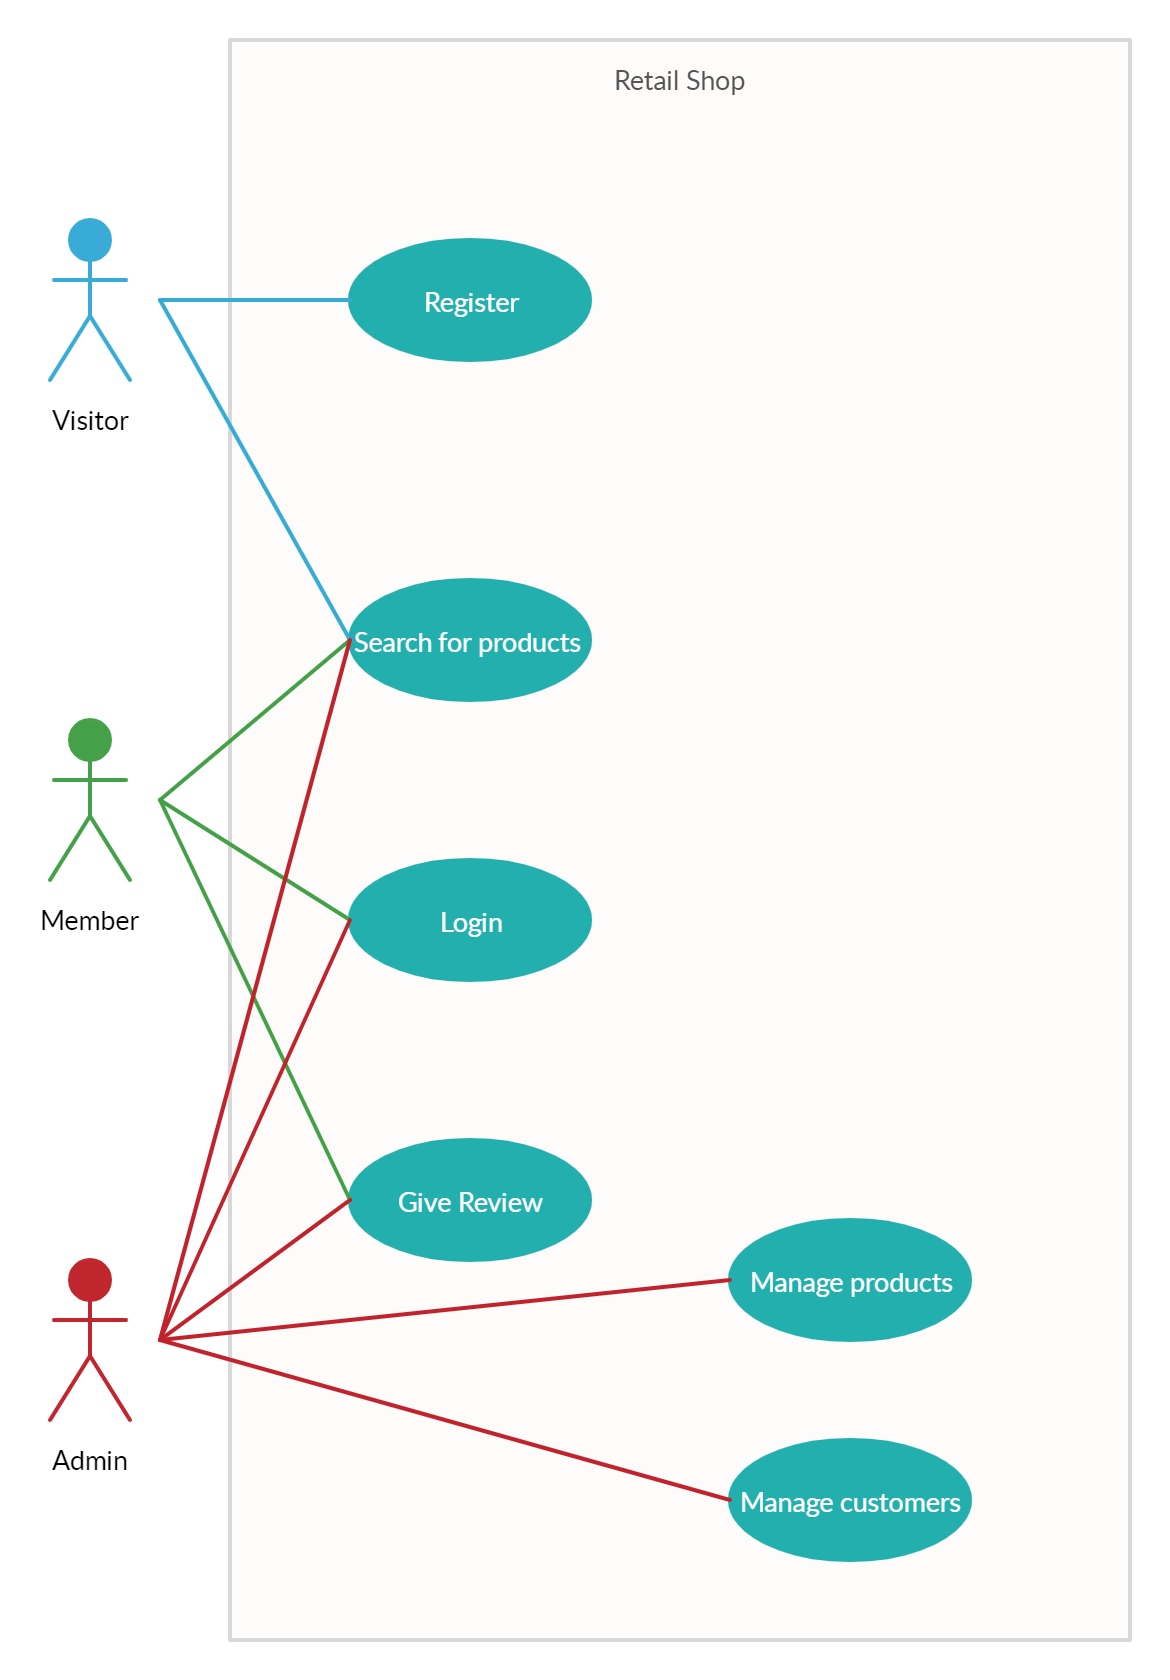 Retail Shop
Register
Visitor
Search for products
Member
Login
Give Review
Manage products
Admin
Manage customers